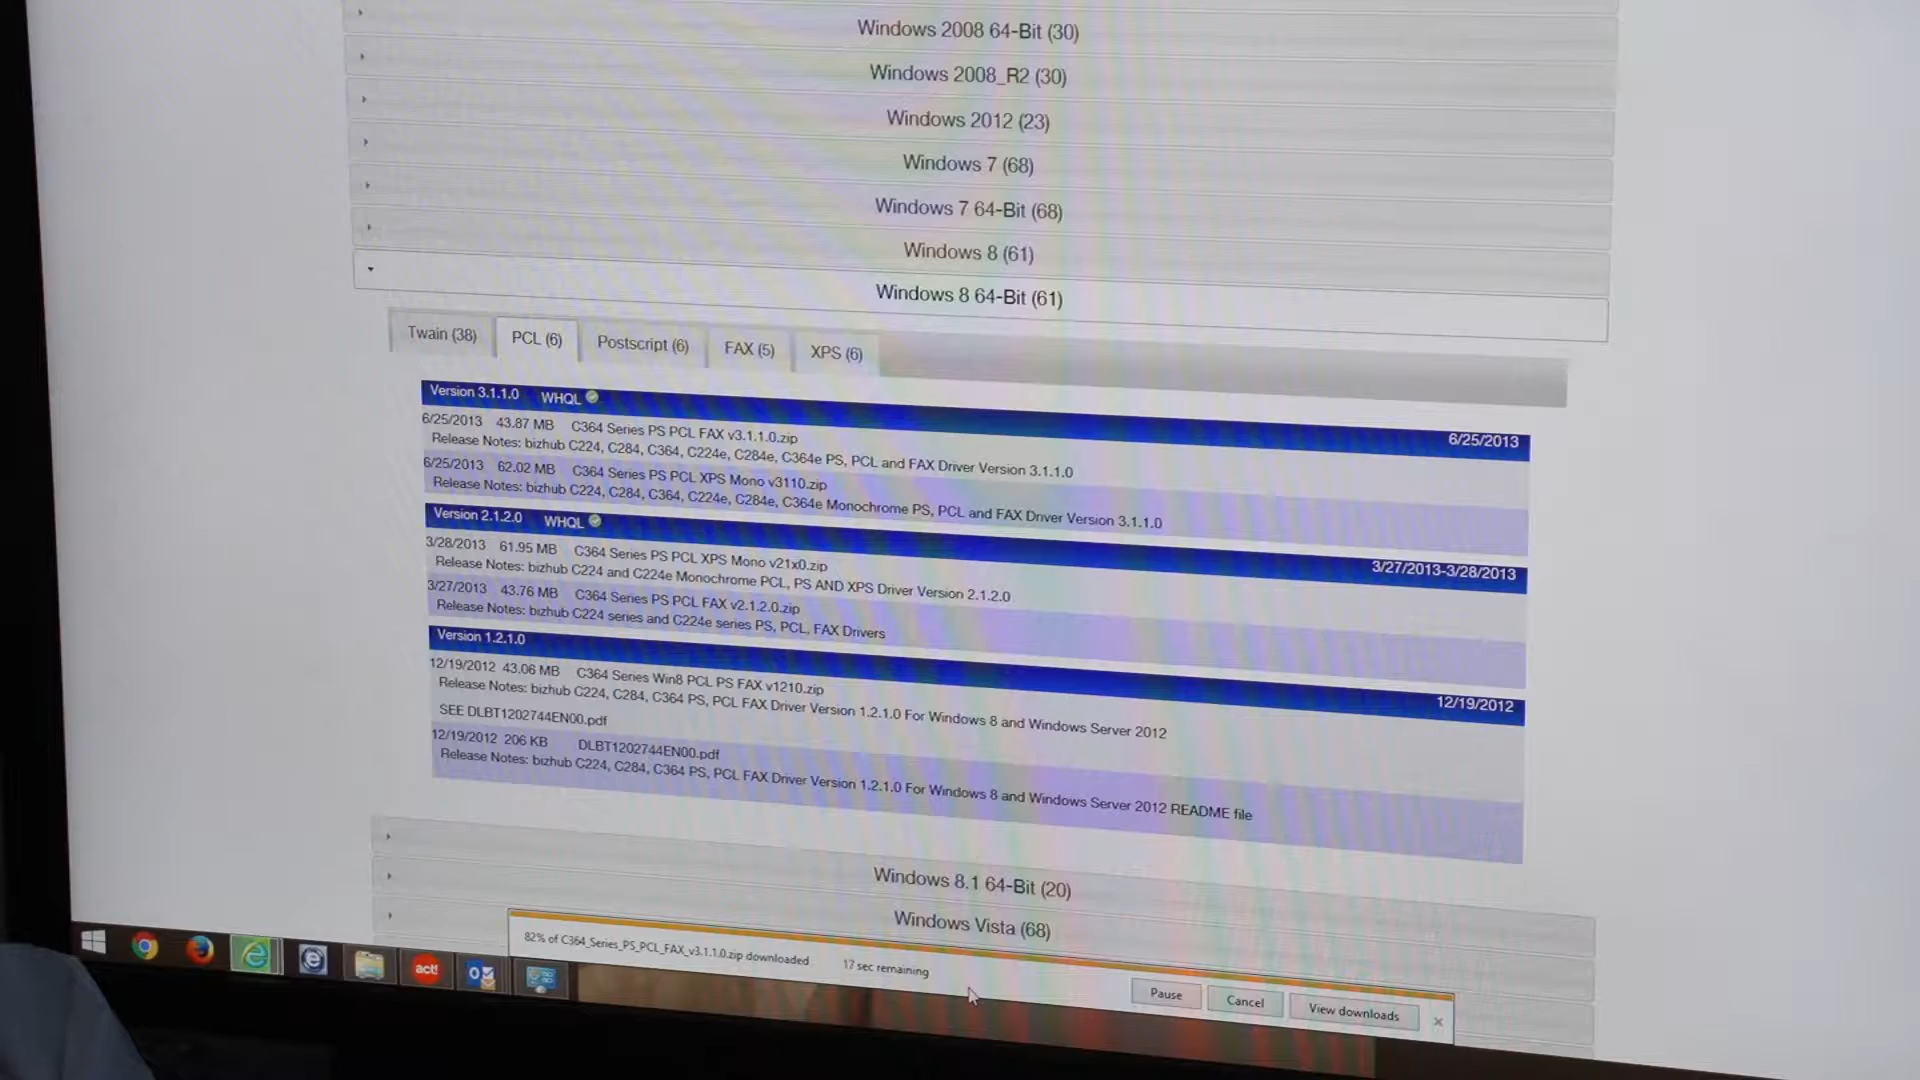 Windows 2008 64-Bit (30)
Windows 2008_R2 (30)
Windows 2012 (23)
Windows 7 (68)
Windows 7 64-Bit (68)
Windows 8 (61)
Windows 8 64-Bit (61)
Twain (38) PCL (6) Postscript (6) FAX (5) XPS (6)
Version 3.1.1.0 WHQL 6/25/2013
6/25/2013 43.87 MB C364 Series PS PCL FAX v3.1.1.0.zip
Release Notes: bizhub C224, C284, C364, C224e, C284e, C364e PS, PCL and FAX Driver Version 3.1.1.0
6/25/2013 62.02 MB C364 Series PS PCL XPS Mono v3110.zip
Release Notes: bizhub C224, C284, C364, C224e, C284e, C364e Monochrome PS, PCL and FAX Driver Version 3.1.1.0
Version 2.1.2.0 WHQL 3/27/2013-3/28/2013
3/28/2013 61.95 MB C364 Series PS PCL XPS Mono v21x0.zip
Release Notes: bizhub C224 and C224e Monochrome PCL, PS AND XPS Driver Version 2.1.2.0
3/27/2013 43.76 MB C364 Series PS PCL FAX v2.1.2.0.zip
Release Notes: bizhub C224 series and C224e series PS, PCL, FAX Drivers
Version 1.2.1.0 12/19/2012
12/19/2012 43.06 MB C364 Series Win8 PCL PS FAX v1210.zip
Release Notes: bizhub C224, C284, C364 PS, PCL FAX Driver Version 1.2.1.0 For Windows 8 and Windows Server 2012
SEE DLBT1202744EN00.pdf
12/19/2012 206 KB DLBT1202744EN00.pdf
Release Notes: bizhub C224, C284, C364 PS, PCL FAX Driver Version 1.2.1.0 For Windows 8 and Windows Server 2012 README file
Windows 8.1 64-Bit (20)
Windows Vista (68)
82% of C364_Series_PS_PCL_FAX_v3.1.1.0.zip downloaded 17 sec remaining
Pause Cancel View downloads
act!